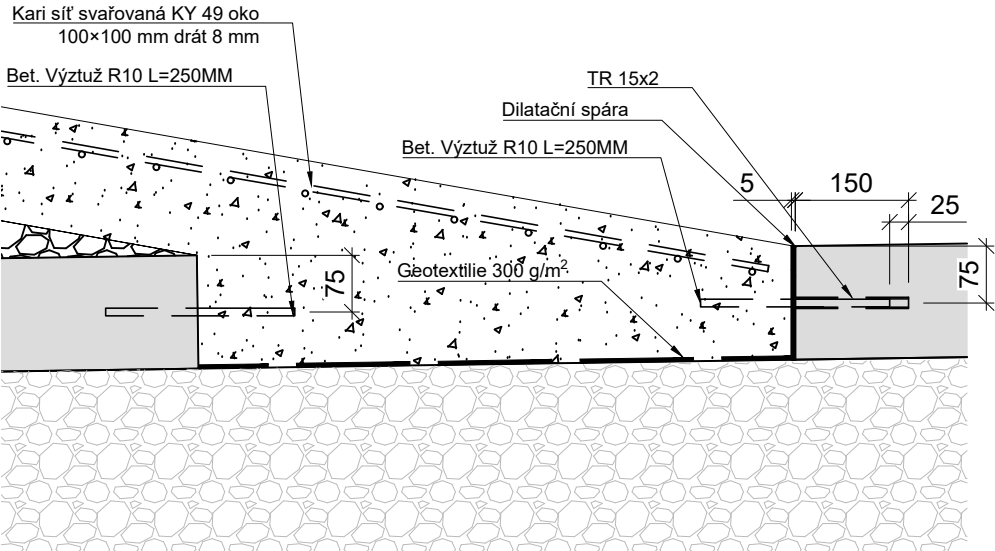 Kari síť svařovaná KY 49 oko
100×100 mm drát 8 mm
Bet. Výztuž R10 L=250MM
TR 15x2
Dilatační spára
Bet. Výztuž R10 L=250MM
5
150
25
75
75
Geotextilie 300 g/m²